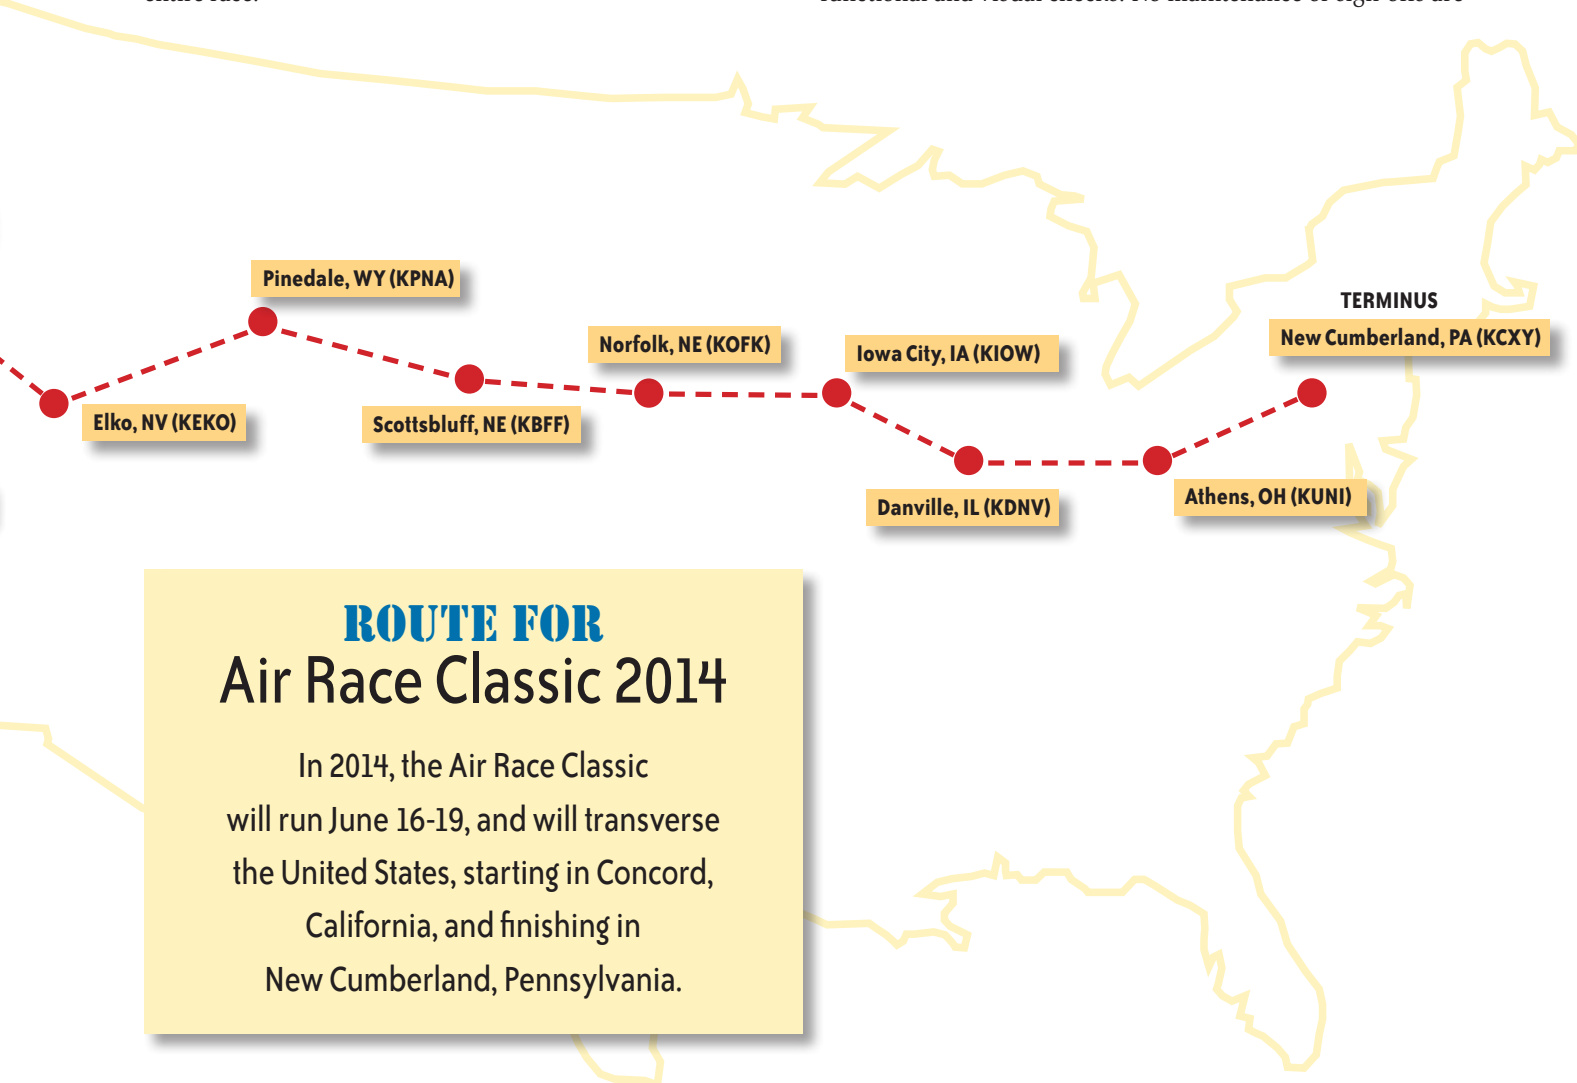 Pinedale, WY (KPNA)
TERMINUS
New Cumberland, PA (KCXY)
Norfolk, NE (KOFK)
Iowa City, IA (KIOW)
Elko, NV (KEKO)
Scottsbluff, NE (KBFF)
Danville, IL (KDNV)
Athens, OH (KUNI)
ROUTE FOR
Air Race Classic 2014
In 2014, the Air Race Classic
will run June 16-19, and will transverse
the United States, starting in Concord,
California, and finishing in
New Cumberland, Pennsylvania.